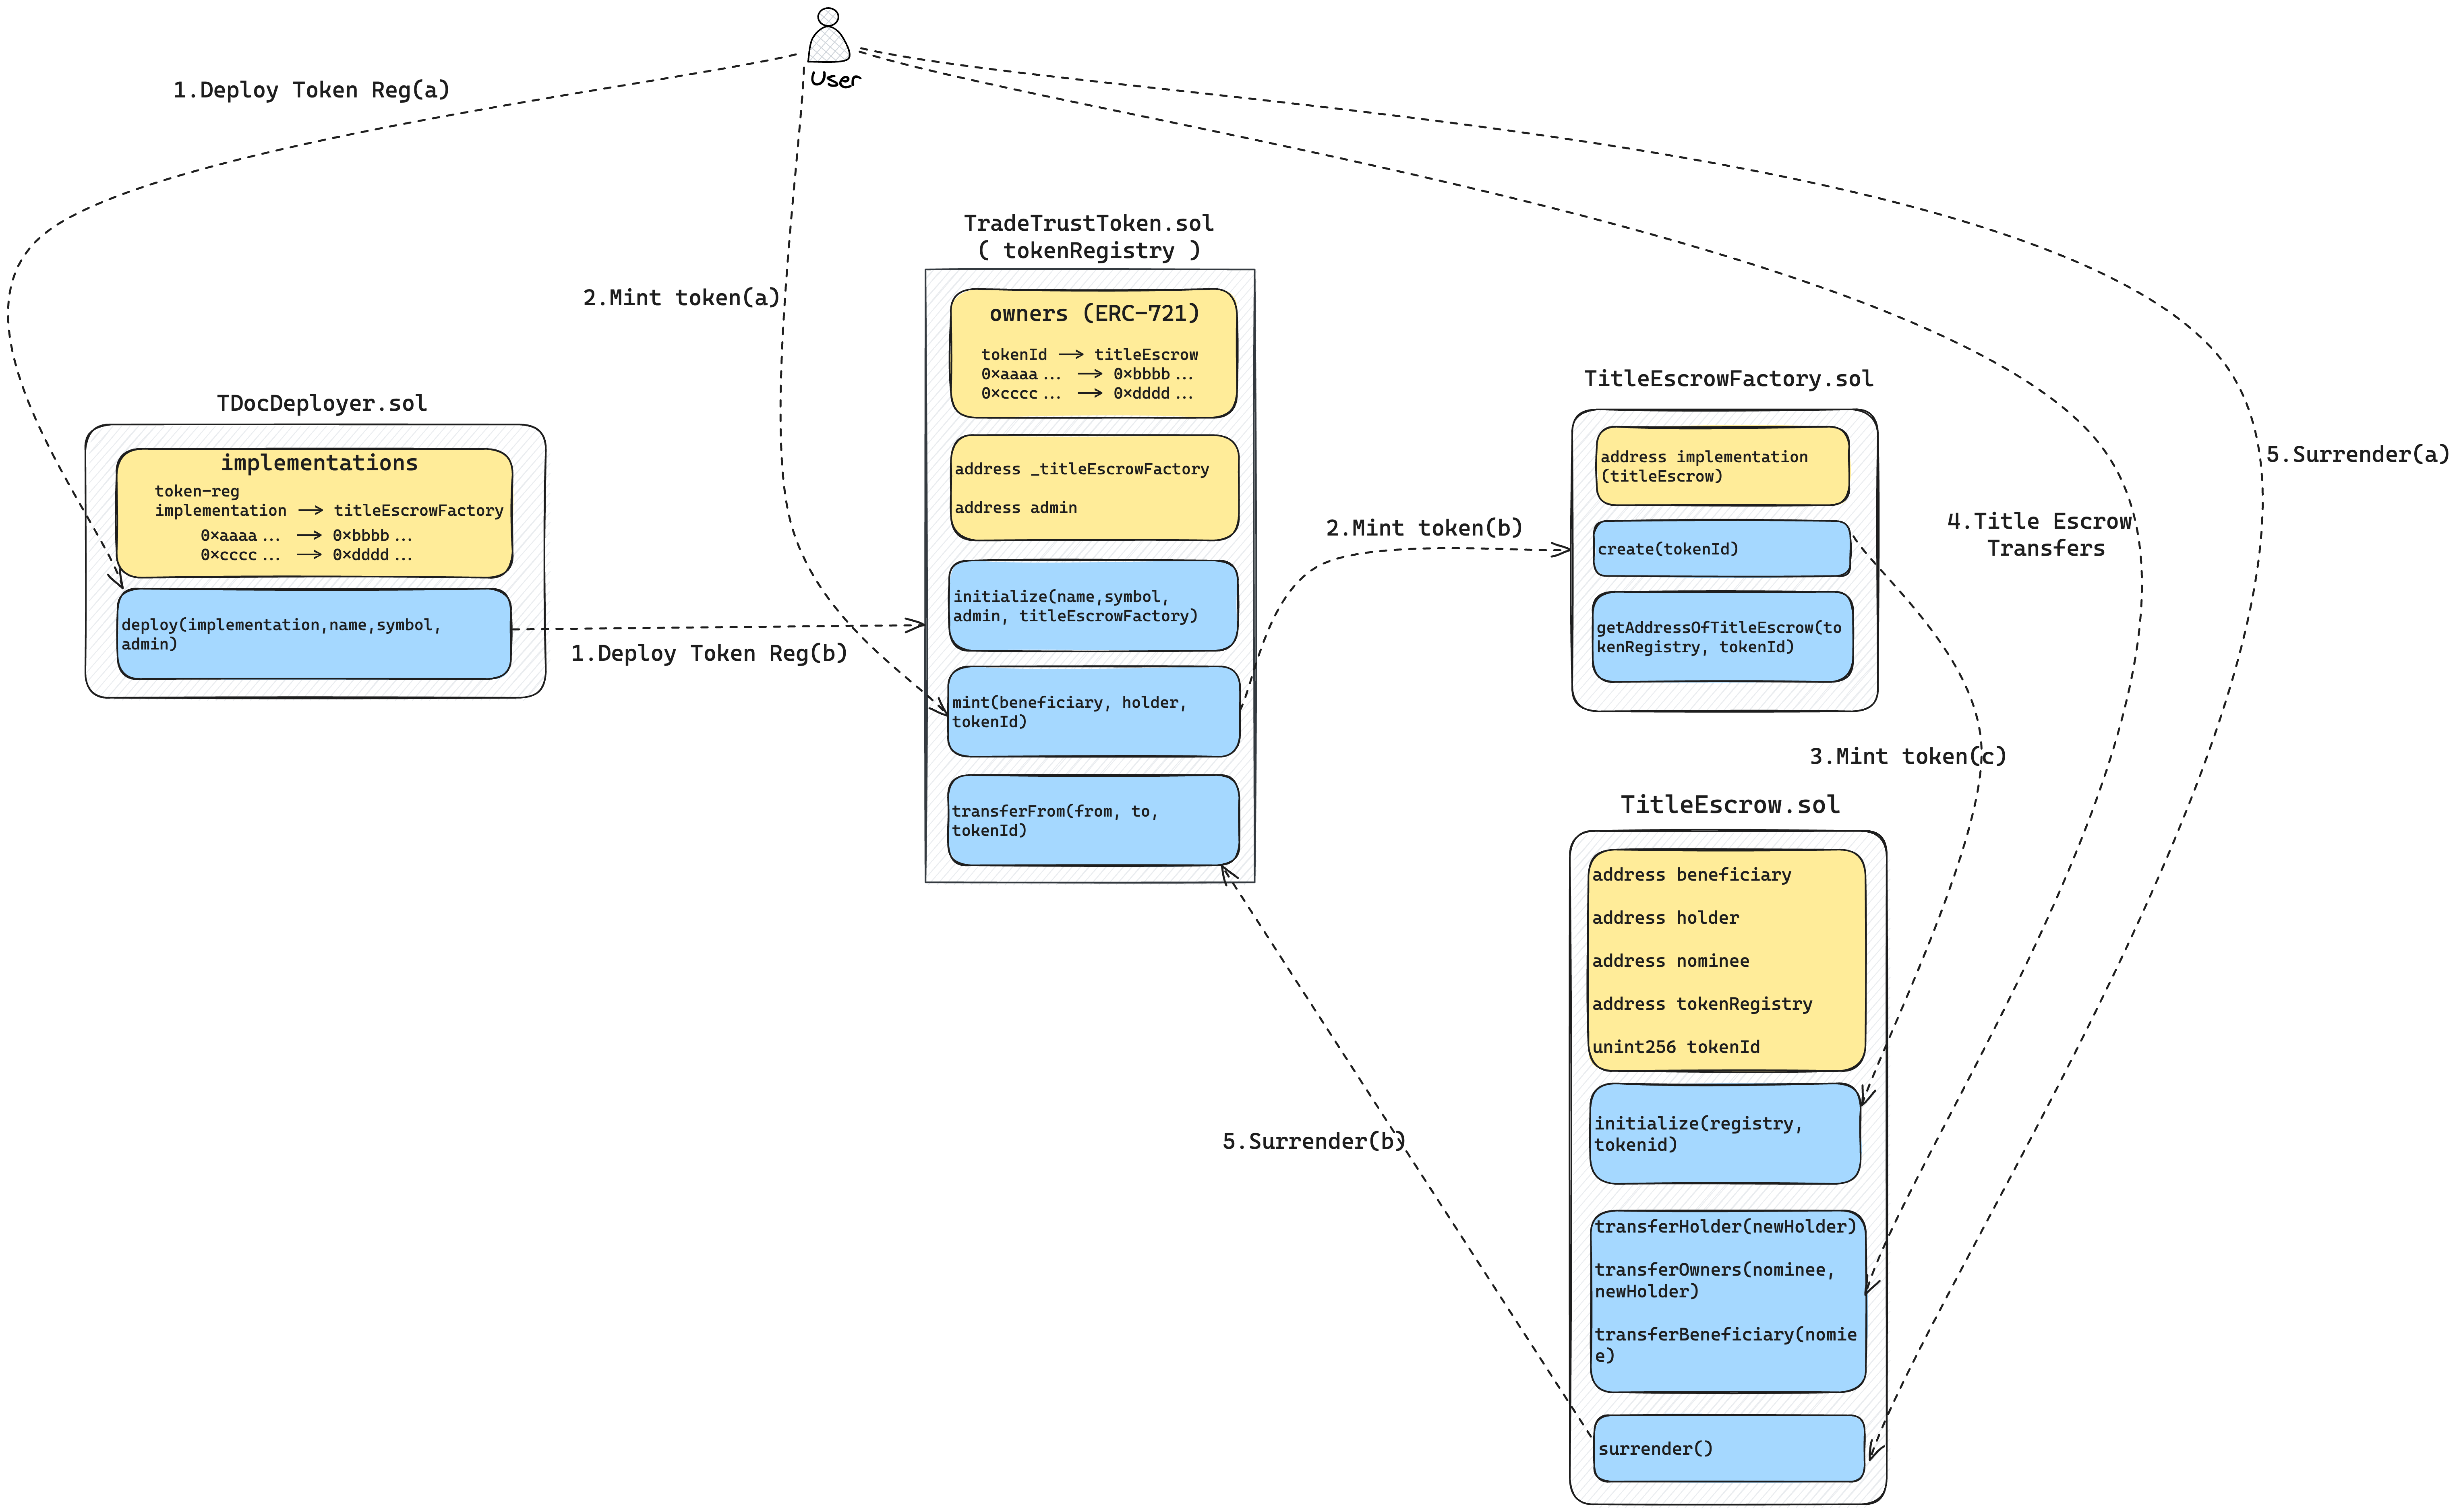 User
1.Deploy Token Reg(a)
2.Mint token(a)
TDocDeployer.sol
implementations
token-reg
implementation → titleEscrowFactory
0×aaaa... → 0×bbbb...
0×cccc... → 0×dddd...
deploy(implementation,name,symbol,
admin)
1.Deploy Token Reg(b)
TradeTrustToken.sol
( tokenRegistry )
owners (ERC-721)
tokenId → titleEscrow
0×aaaa... → 0×bbbb...
0×cccc... → 0×dddd...
address _titleEscrowFactory
address admin
initialize(name,symbol,
admin, titleEscrowFactory)
mint(beneficiary, holder,
tokenId)
transferFrom(from, to,
tokenId)
2.Mint token(b)
TitleEscrowFactory.sol
address implementation
(titleEscrow)
create(tokenId)
getAddressOfTitleEscrow(to
kenRegistry, tokenId)
4.Title Escrow
Transfers
5.Surrender(a)
3.Mint token(c)
TitleEscrow.sol
address beneficiary
address holder
address nominee
address tokenRegistry
unint256 tokenId
initialize(registry,
tokenid)
transferHolder(newHolder)
transferOwners(nominee,
newHolder)
transferBeneficiary(nomie
e)
surrender()
5.Surrender(b)